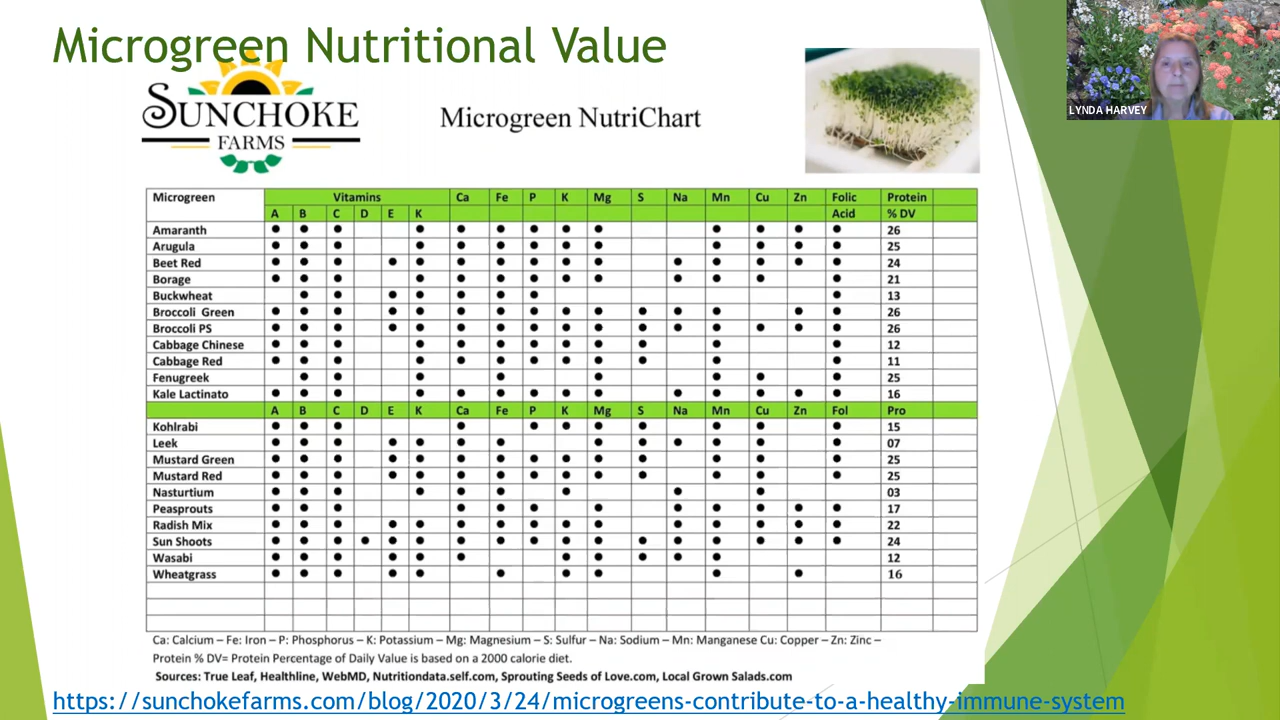 Microgreen Nutritional Value
LYNDA HARVEY
SUNCHOKE
FARMS
Microgreen NutriChart
Microgreen Vitamins Ca Fe P K Mg S Na Mn Cu Zn Folic Protein
A B C D E K Acid % DV
Amaranth ● ● ● ● ● ● ● ● ● ● ● ● ● 26
Arugula ● ● ● ● ● ● ● ● ● ● ● ● ● 25
Beet Red ● ● ● ● ● ● ● ● ● ● ● ● ● ● ● 24
Borage ● ● ● ● ● ● ● ● ● ● ● ● ● 21
Buckwheat ● ● ● ● ● ● ● ● 13
Broccoli Green ● ● ● ● ● ● ● ● ● ● ● ● ● ● ● 26
Broccoli PS ● ● ● ● ● ● ● ● ● ● ● ● ● ● ● ● 26
Cabbage Chinese ● ● ● ● ● ● ● ● ● ● ● ● 12
Cabbage Red ● ● ● ● ● ● ● ● ● ● ● ● 11
Fenugreek ● ● ● ● ● ● ● ● ● 25
Kale Lactinato ● ● ● ● ● ● ● ● ● ● ● ● ● ● 16
A B C D E K Ca Fe P K Mg S Na Mn Cu Zn Fol Pro
Kohlrabi ● ● ● ● ● ● ● ● ● ● ● 15
Leek ● ● ● ● ● ● ● ● ● ● ● ● ● 07
Mustard Green ● ● ● ● ● ● ● ● ● ● ● ● ● ● 25
Mustard Red ● ● ● ● ● ● ● ● ● ● ● ● ● ● 25
Nasturtium ● ● ● ● ● ● ● ● ● 03
Peasprouts ● ● ● ● ● ● ● ● ● ● ● ● 17
Radish Mix ● ● ● ● ● ● ● ● ● ● ● ● ● ● ● 22
Sun Shoots ● ● ● ● ● ● ● ● ● ● ● ● ● ● ● ● ● 24
Wasabi ● ● ● ● ● ● ● ● ● ● ● 12
Wheatgrass ● ● ● ● ● ● ● ● ● ● 16
Ca: Calcium – Fe: Iron – P: Phosphorus – K: Potassium – Mg: Magnesium – S: Sulfur – Na: Sodium – Mn: Manganese Cu: Copper – Zn: Zinc –
Protein % DV= Protein Percentage of Daily Value is based on a 2000 calorie diet.
Sources: True Leaf, Healthline, WebMD, Nutritiondata.self.com, Sprouting Seeds of Love.com, Local Grown Salads.com
https://sunchokefarms.com/blog/2020/3/24/microgreens-contribute-to-a-healthy-immune-system